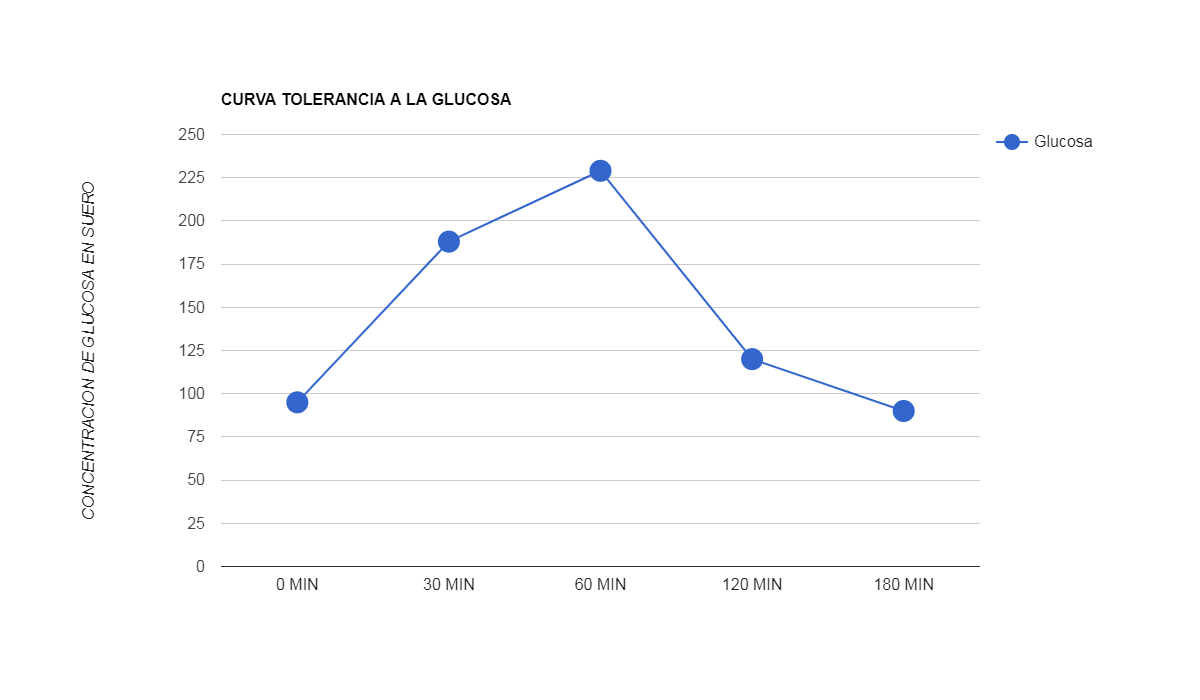 CURVA TOLERANCIA A LA GLUCOSA
Glucosa
CONCENTRACION DE GLUCOSA EN SUERO
250
225
200
175
150
125
100
75
50
25
0
0 MIN
30 MIN
60 MIN
120 MIN
180 MIN